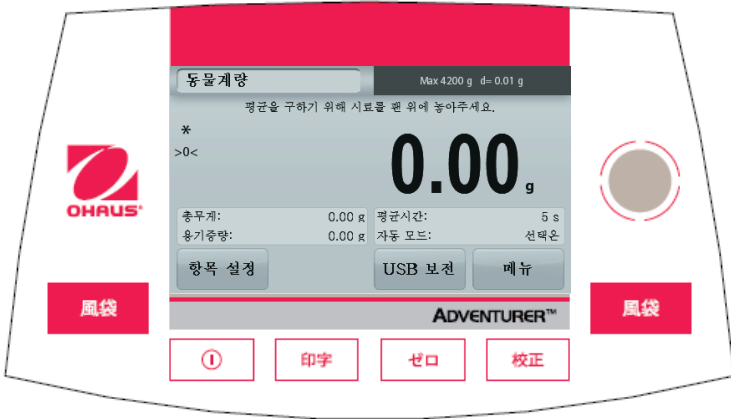 동물계량
Max 4200 g d= 0.01 g
평균을 구하기 위해 시료를 팬 위에 놓아주세요.
*
>0<
0.00 g
총무게: 0.00 g 평균시간: 5 s
용기중량: 0.00 g 자동 모드: 선택온
항목 설정 USB 보전 메뉴
OHAUS
風袋
風袋
ADVENTURER™
印字 ゼロ 校正